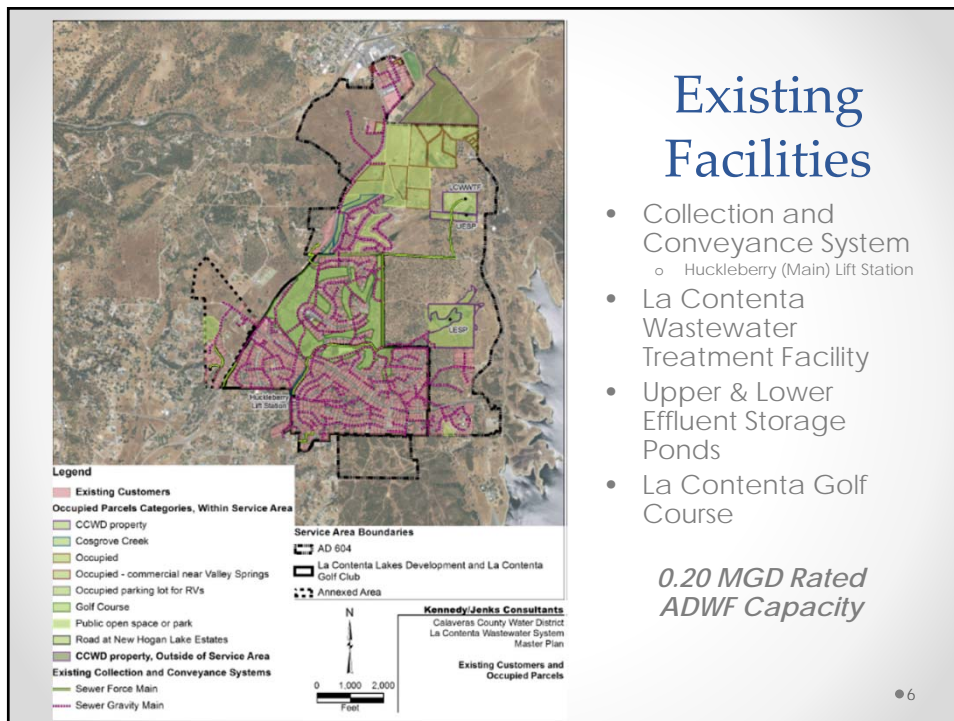 LCWWTF
UESP
LESP
Huckleberry
Lift Station
Legend
Existing Customers
Occupied Parcels Categories, Within Service Area
CCWD property
Cosgrove Creek
Occupied
Occupied - commercial near Valley Springs
Occupied parking lot for RVs
Golf Course
Public open space or park
Road at New Hogan Lake Estates
CCWD property, Outside of Service Area
Existing Collection and Conveyance Systems
Sewer Force Main
Sewer Gravity Main
Service Area Boundaries
AD 604
La Contenta Lakes Development and La Contenta
Golf Club
Annexed Area
N
0 1,000 2,000
Feet
Kennedy/Jenks Consultants
Calaveras County Water District
La Contenta Wastewater System
Master Plan
Existing Customers and
Occupied Parcels
Existing
Facilities
• Collection and
Conveyance System
o Huckleberry (Main) Lift Station
• La Contenta
Wastewater
Treatment Facility
• Upper & Lower
Effluent Storage
Ponds
• La Contenta Golf
Course
0.20 MGD Rated
ADWF Capacity
•6